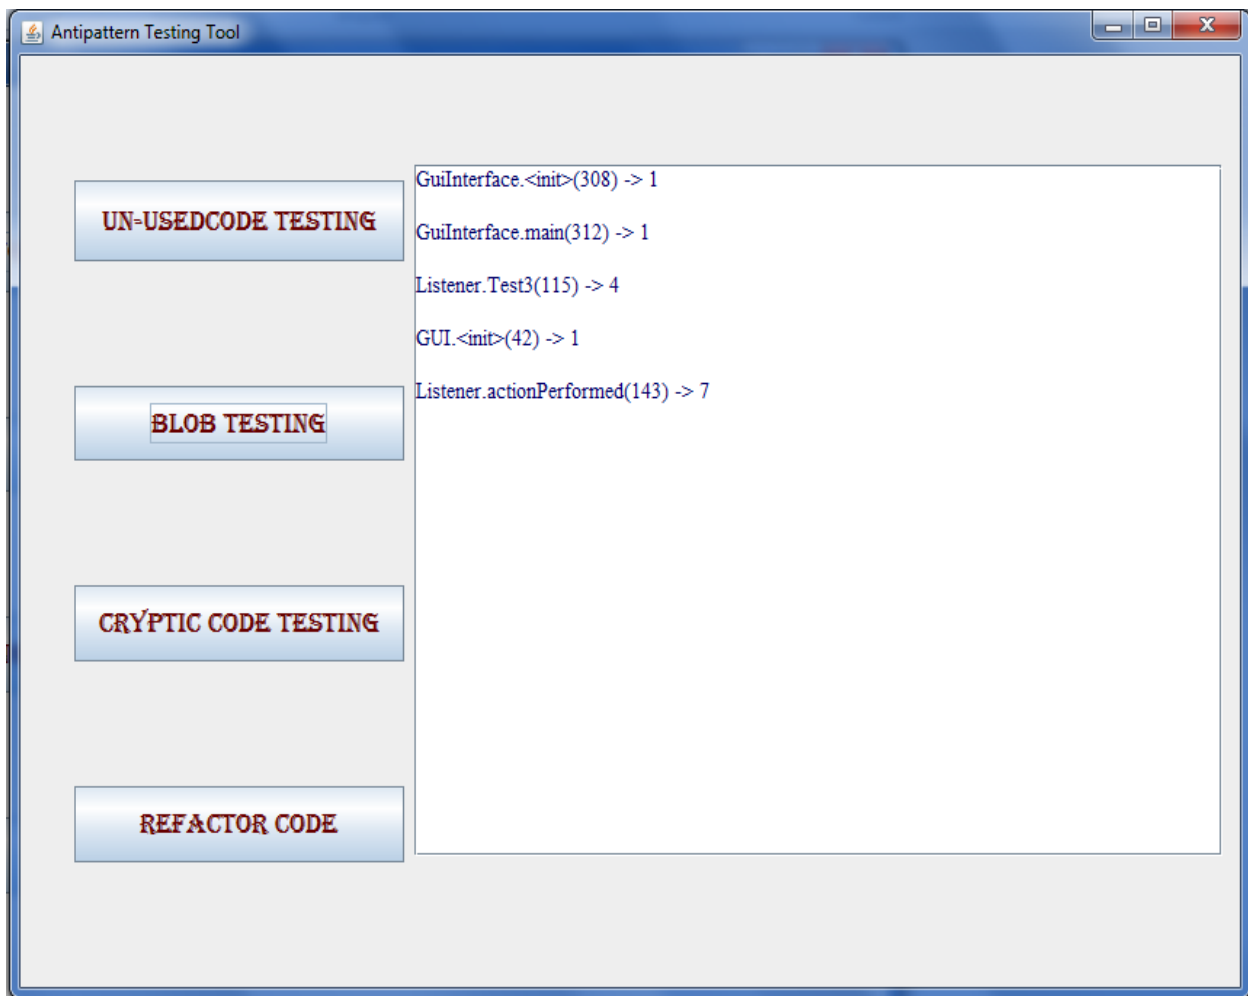 Antipattern Testing Tool
UN-USEDCODE TESTING
BLOB TESTING
CRYPTIC CODE TESTING
REFACTOR CODE
GuiInterface.<init>(308) -> 1
GuiInterface.main(312) -> 1
Listener.Test3(115) -> 4
GUI.<init>(42) -> 1
Listener.actionPerformed(143) -> 7